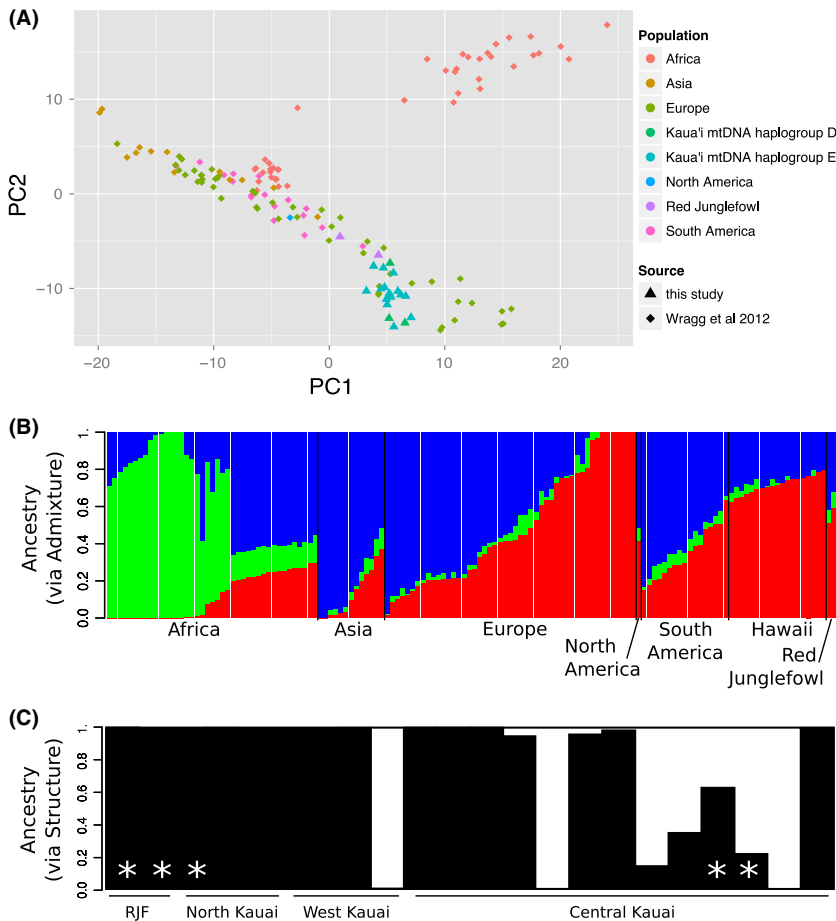 (A)
PC2
10
0
−10
−20
−10
0
10
20
PC1
Population
Africa
Asia
Europe
Kaua'i mtDNA haplogroup D
Kaua'i mtDNA haplogroup E
North America
Red Junglefowl
South America
Source
this study
Wragg et al 2012
(B)
Ancestry
(via Admixture)
1.
0.8
0.6
0.4
0.2
0.0
Africa
Asia
Europe
North
America
South
America
Hawaii
Red
Junglefowl
(C)
Ancestry
(via Structure)
1.
0.8
0.6
0.4
0.2
0.0
* * * * *
RJF
North Kauai
West Kauai
Central Kauai